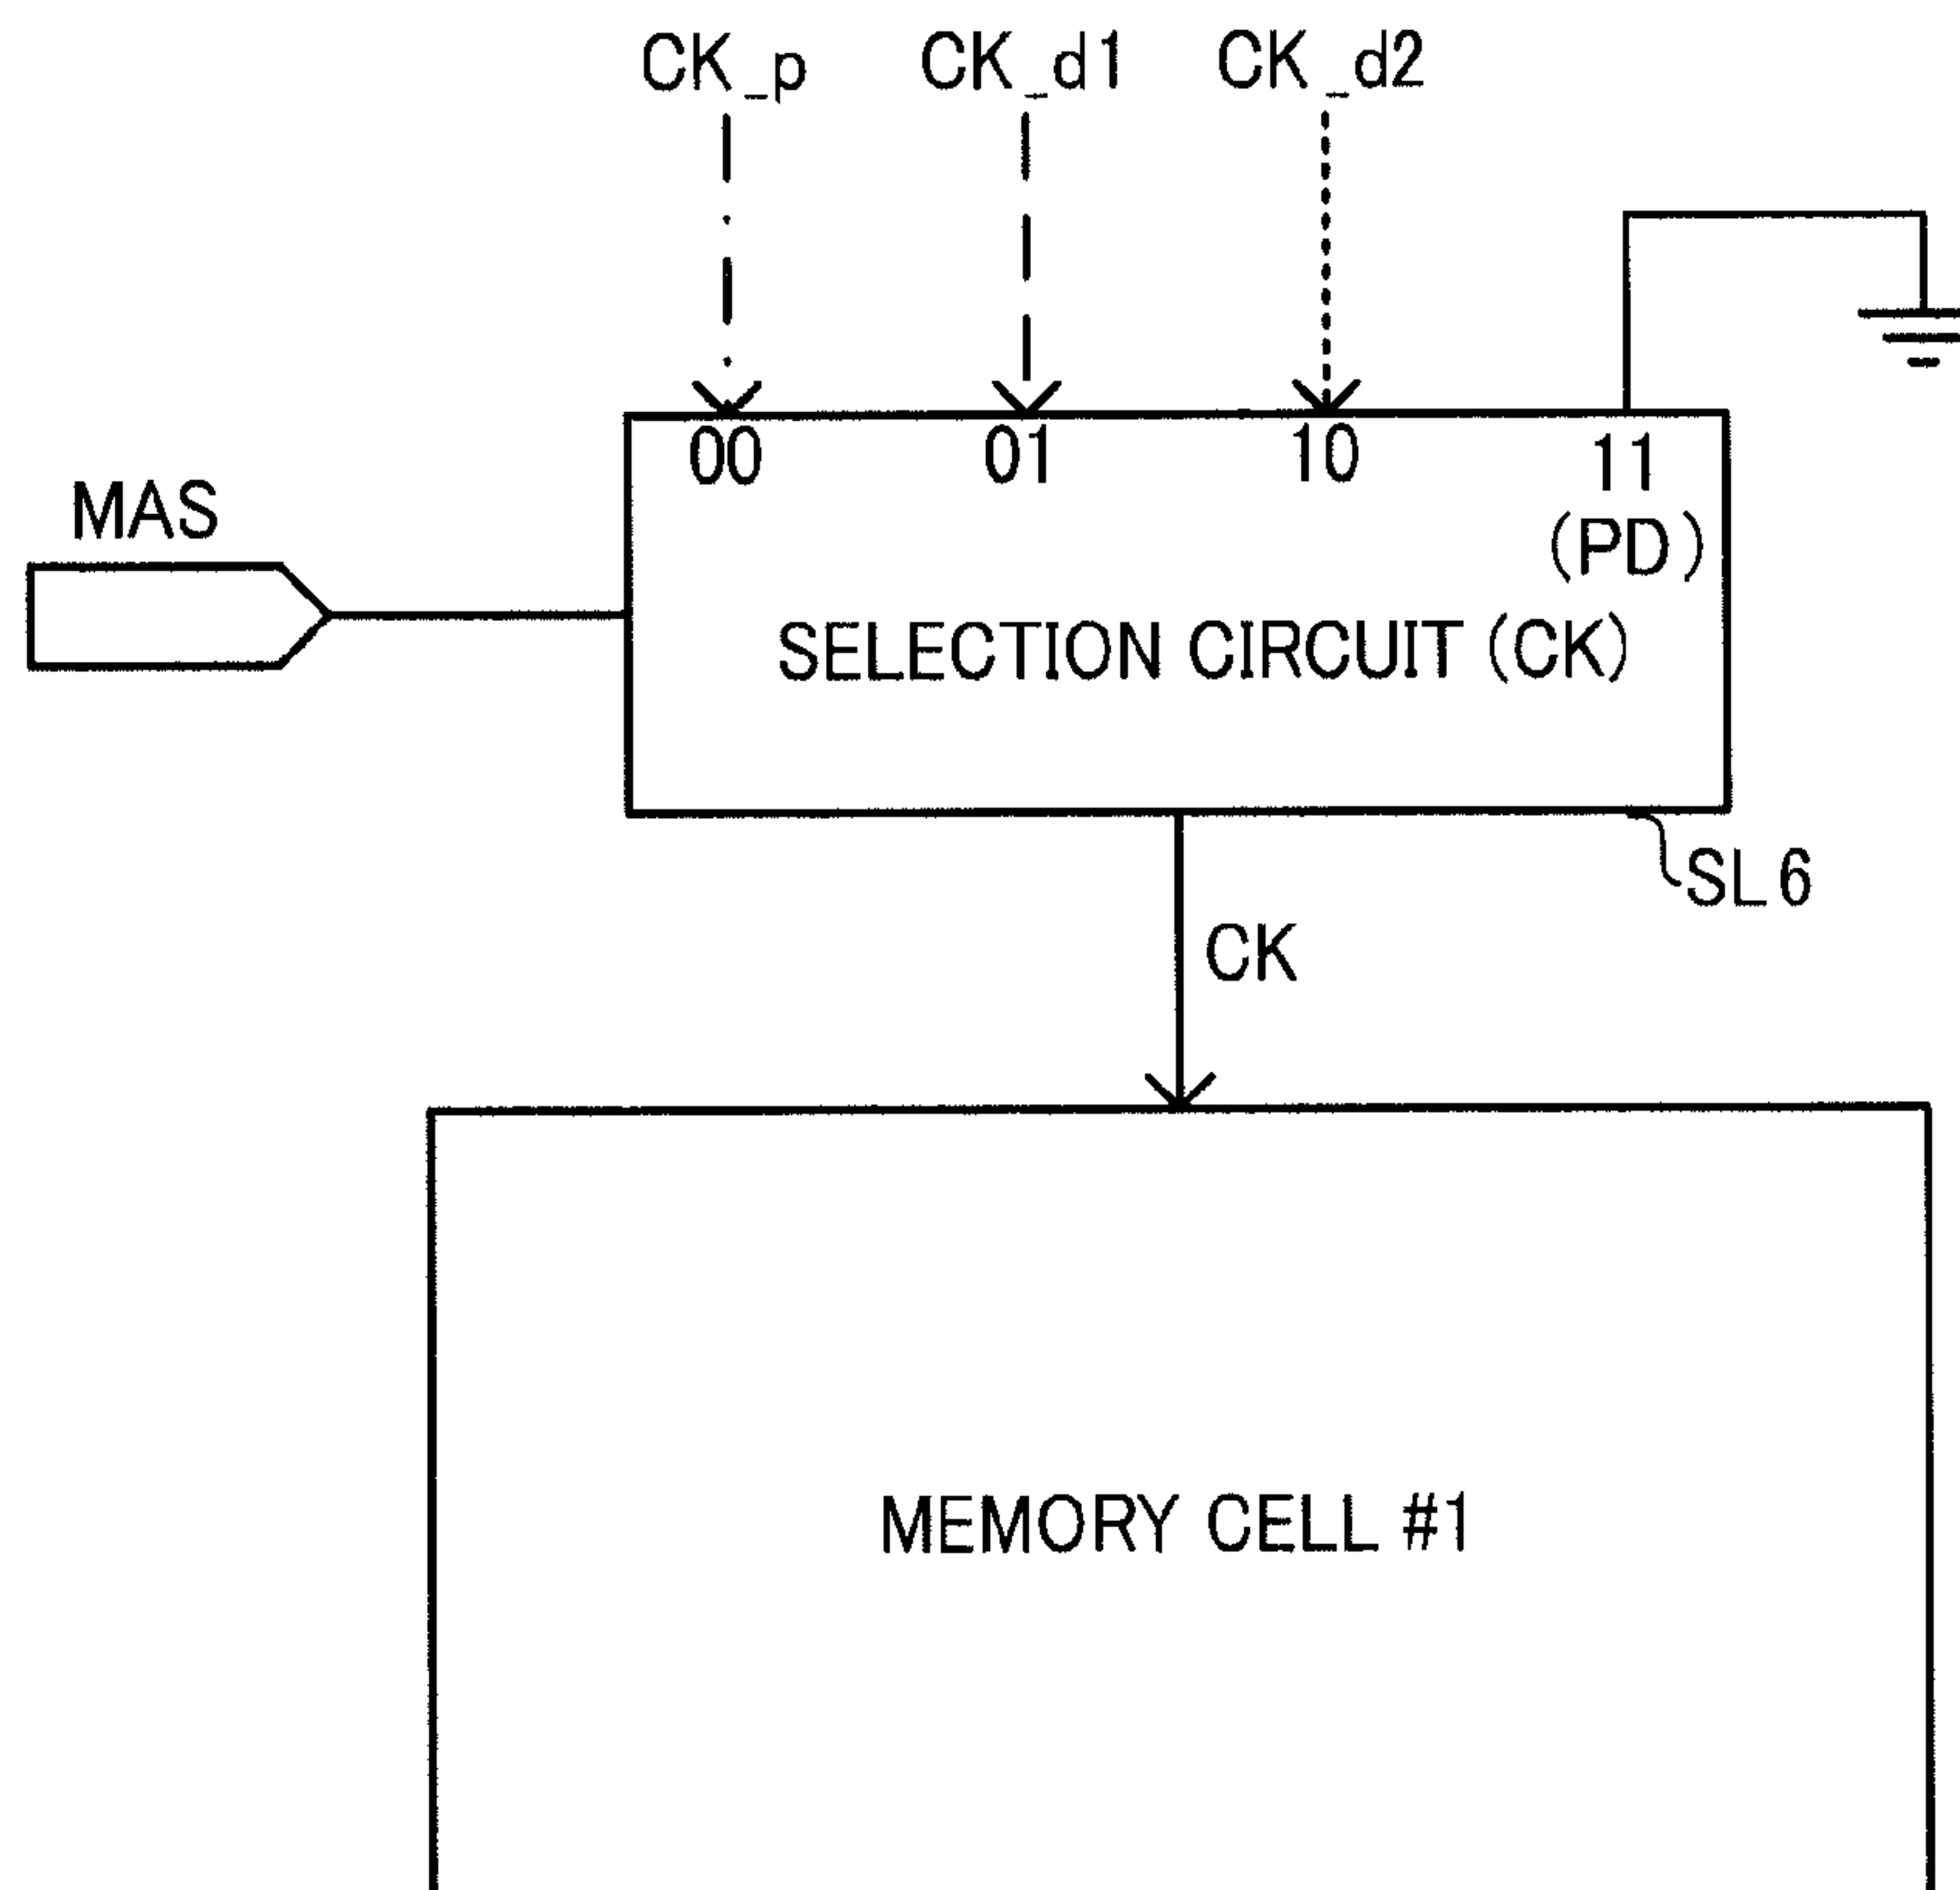 CK_p CK_d1 CK_d2
00 01 10 11
(PD)
MAS
SELECTION CIRCUIT (CK)
SL6
CK
MEMORY CELL #1